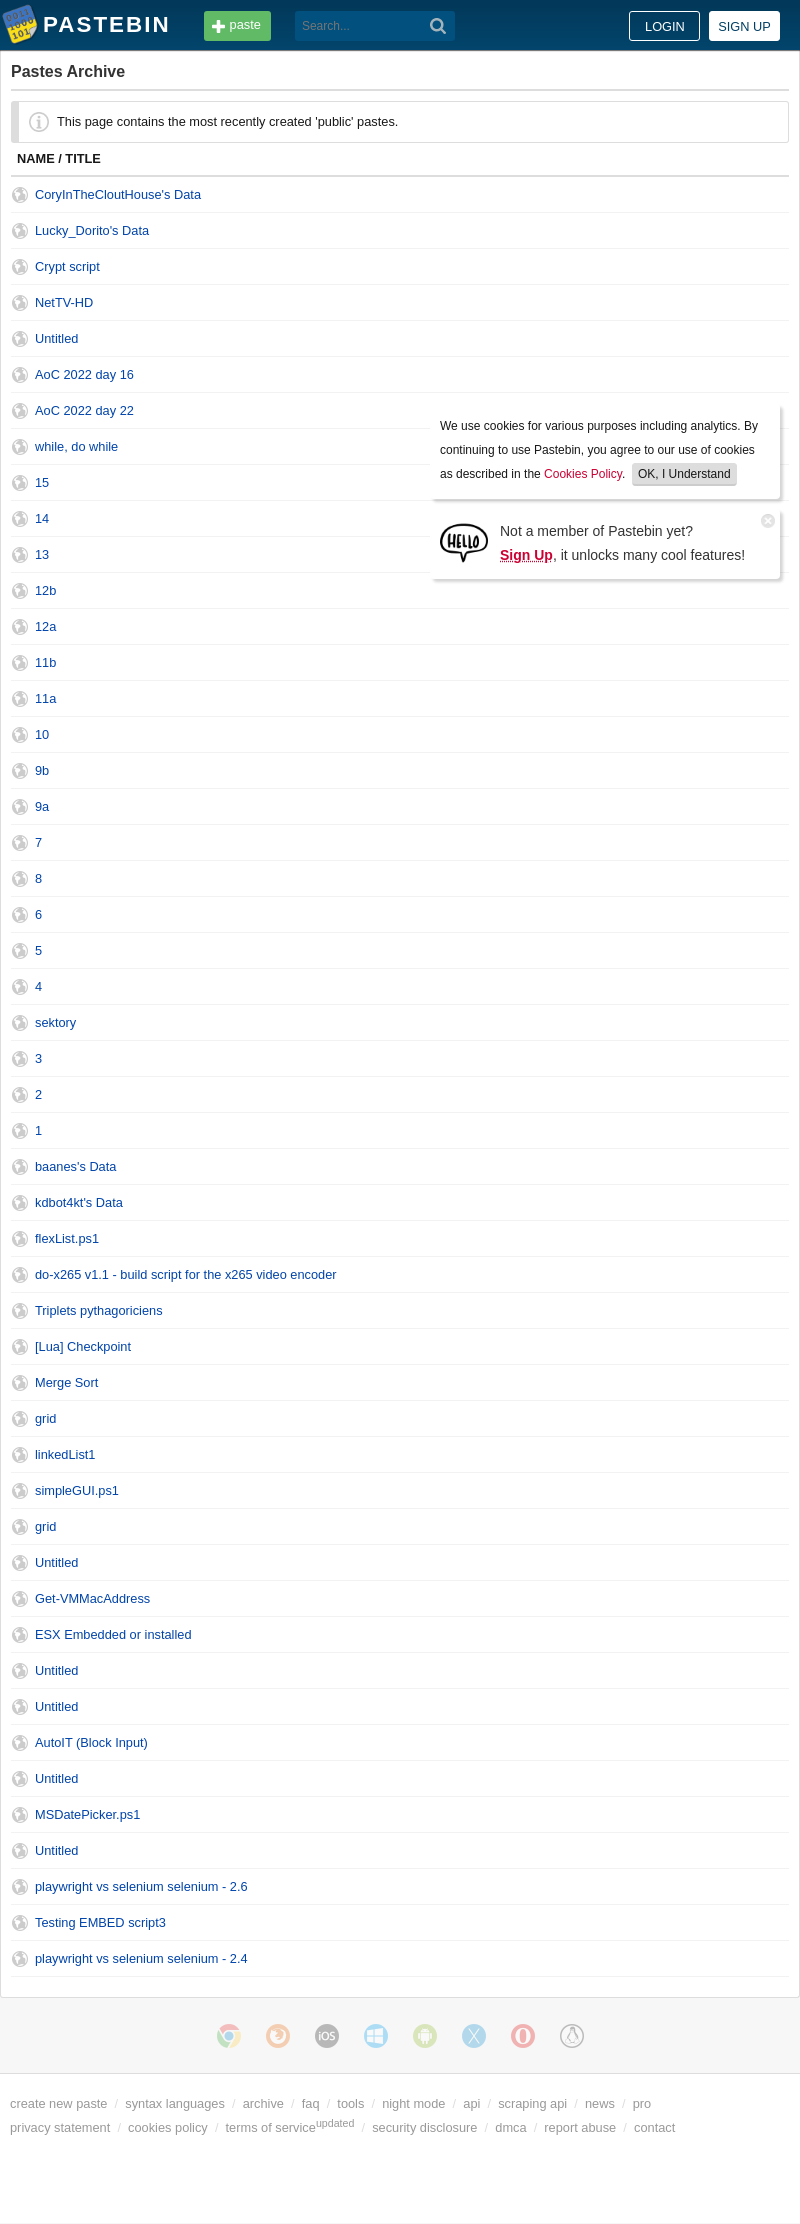 PASTEBIN paste Search... LOGIN SIGN UP
Pastes Archive
This page contains the most recently created 'public' pastes.
NAME / TITLE
CoryInTheCloutHouse's Data
Lucky_Dorito's Data
Crypt script
NetTV-HD
Untitled
AoC 2022 day 16
AoC 2022 day 22
while, do while
15
14
13
12b
12a
11b
11a
10
9b
9a
7
8
6
5
4
sektory
3
2
1
baanes's Data
kdbot4kt's Data
flexList.ps1
do-x265 v1.1 - build script for the x265 video encoder
Triplets pythagoriciens
[Lua] Checkpoint
Merge Sort
grid
linkedList1
simpleGUI.ps1
grid
Untitled
Get-VMMacAddress
ESX Embedded or installed
Untitled
Untitled
AutoIT (Block Input)
Untitled
MSDatePicker.ps1
Untitled
playwright vs selenium selenium - 2.6
Testing EMBED script3
playwright vs selenium selenium - 2.4
We use cookies for various purposes including analytics. By
continuing to use Pastebin, you agree to our use of cookies
as described in the Cookies Policy. OK, I Understand
HELLO
Not a member of Pastebin yet?
Sign Up, it unlocks many cool features!
iOS
create new paste / syntax languages / archive / faq / tools / night mode / api / scraping api / news / pro
privacy statement / cookies policy / terms of service updated / security disclosure / dmca / report abuse / contact